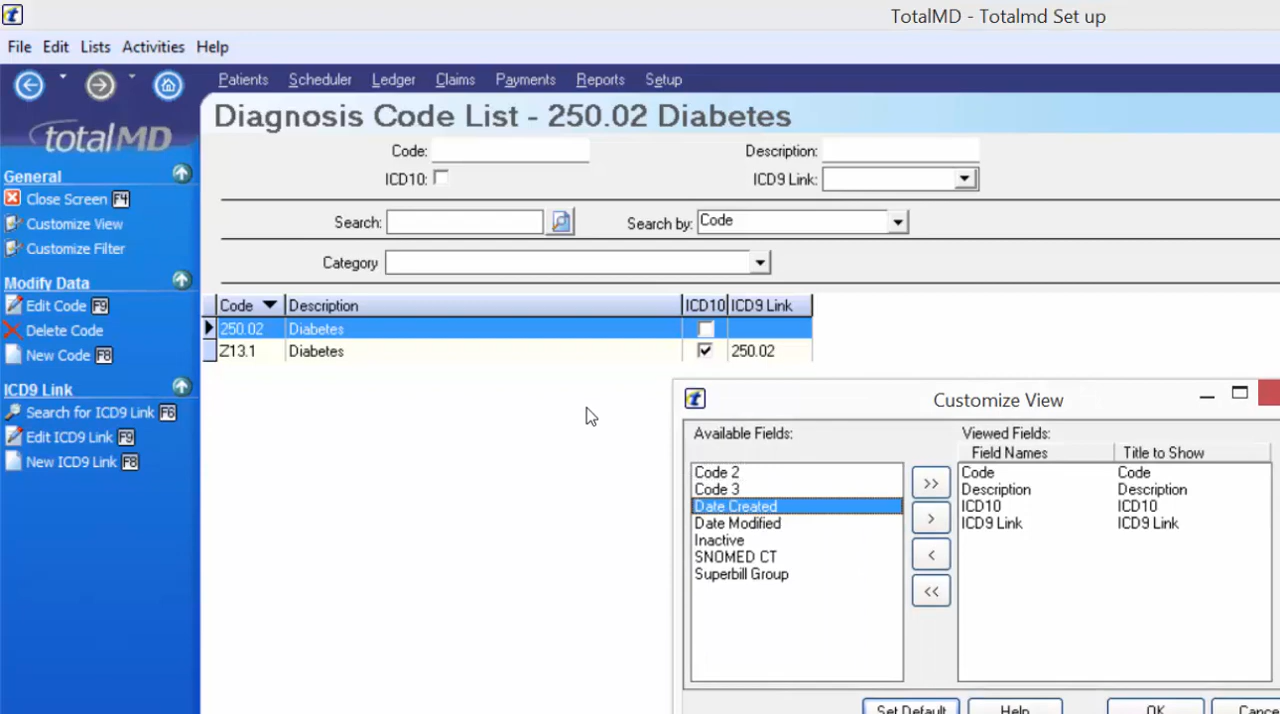 TotalMD - Totalmd Set up
File Edit Lists Activities Help
Patients Scheduler Ledger Claims Payments Reports Setup
totalMD
Diagnosis Code List - 250.02 Diabetes
Code: Description:
ICD10: ICD9 Link:
Search: Search by: Code
Category
General
Close Screen F4
Customize View
Customize Filter
Modify Data
Edit Code F9
Delete Code
New Code F8
ICD9 Link
Search for ICD9 Link F6
Edit ICD9 Link F9
New ICD9 Link F8
Code Description ICD10 ICD9 Link
250.02 Diabetes
Z13.1 Diabetes 250.02
Customize View
Available Fields:
Code 2
Code 3
Date Created
Date Modified
Inactive
SNOMED CT
Superbill Group
>>
>
<
<<
Viewed Fields:
Field Names Title to Show
Code Code
Description Description
ICD10 ICD10
ICD9 Link ICD9 Link
Set Default Help OK Cance